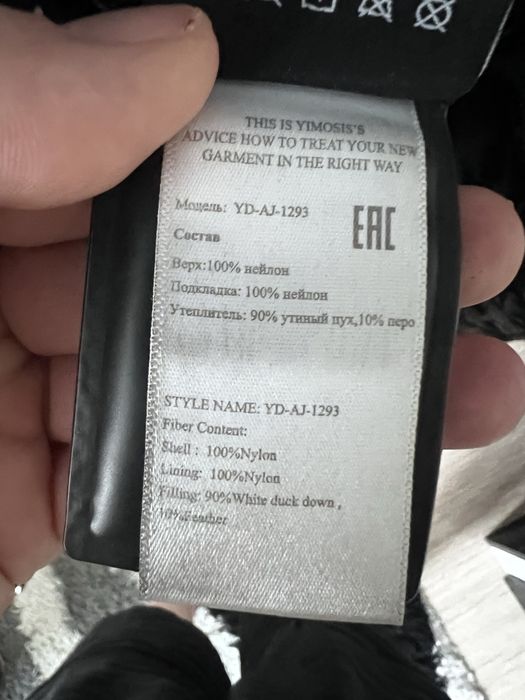 THIS IS YIMOSIS'S
ADVICE HOW TO TREAT YOUR NEW
GARMENT IN THE RIGHT WAY
Модель: YD-AJ-1293
EAC
Состав
Верх:100% нейлон
Подкладка: 100% нейлон
Утеплитель: 90% утиный пух,10% перо
STYLE NAME: YD-AJ-1293
Fiber Content:
Shell : 100%Nylon
Lining: 100%Nylon
Filling: 90%White duck down ,
10%Feather